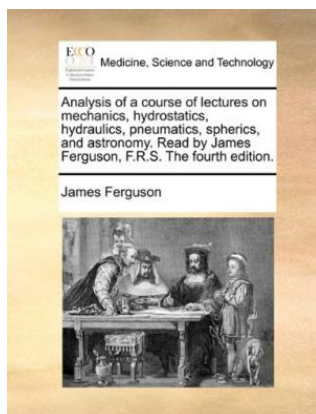 ECCO
Medicine, Science and Technology
Analysis of a course of lectures on
mechanics, hydrostatics,
hydraulics, pneumatics, spherics,
and astronomy. Read by James
Ferguson, F.R.S. The fourth edition.
James Ferguson